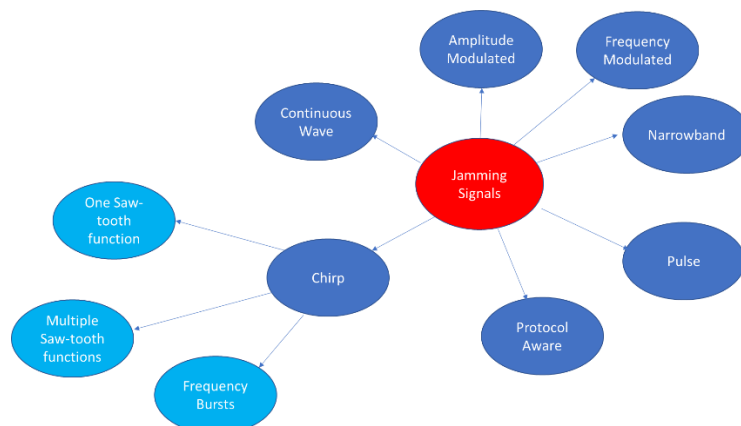 Amplitude
Modulated
Frequency
Modulated
Continuous
Wave
Narrowband
Jamming
Signals
One Saw-
tooth
function
Pulse
Chirp
Multiple
Saw-tooth
functions
Protocol
Aware
Frequency
Bursts